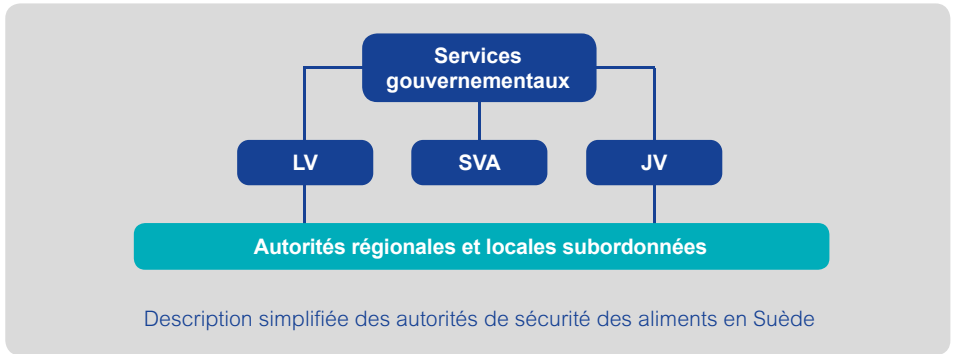 Services
gouvernementaux
LV
SVA
JV
Autorités régionales et locales subordonnées
Description simplifiée des autorités de sécurité des aliments en Suède